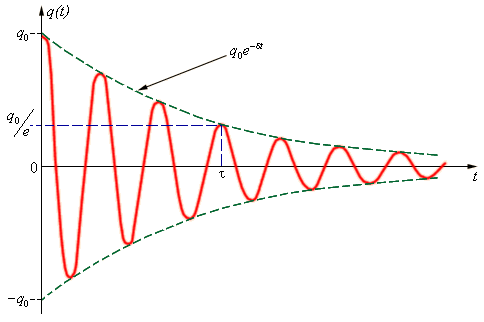 q(t)
q₀
q₀e^−δt
q₀/e
0
τ
t
−q₀